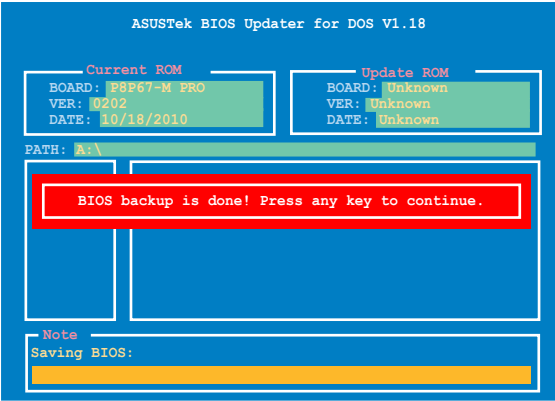 ASUSTek BIOS Updater for DOS V1.18
Current ROM
BOARD: P8P67-M PRO
VER: 0202
DATE: 10/18/2010
Update ROM
BOARD: Unknown
VER: Unknown
DATE: Unknown
PATH: A:\
BIOS backup is done! Press any key to continue.
Note
Saving BIOS: